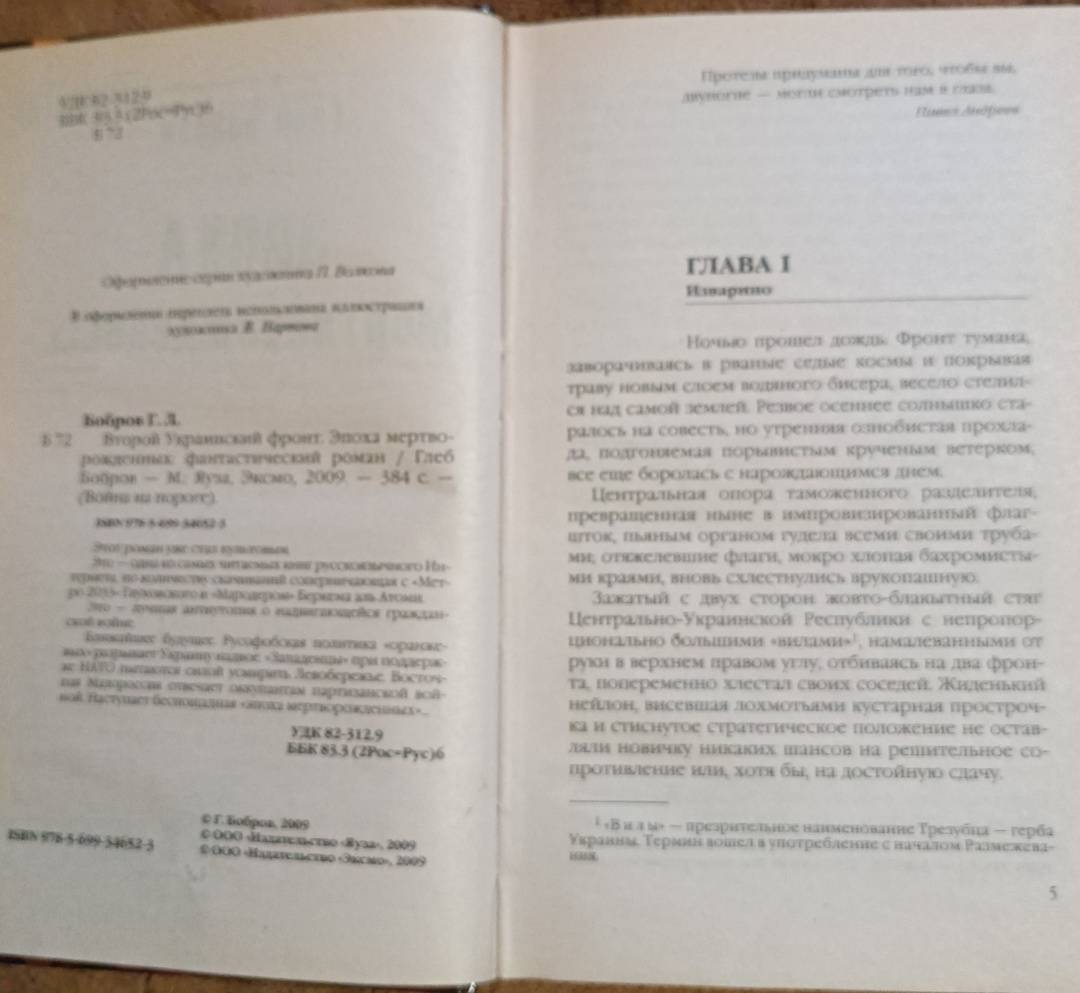 УДК 82-312.9
ББК 83.3 (2Рос=Рус)6
Б 72
Оформление серии художника П. Волкова
В оформлении переплета использована иллюстрация
художника В. Нартова
Бобров Г. Л.
Б 72 Второй Украинский фронт. Эпоха мертво-
рожденных: фантастический роман / Глеб
Бобров — М.: Яуза, Эксмо, 2009. — 384 с. —
(Война на пороге).
ISBN 978-5-699-34652-3
Этот роман уже стал культовым.
Это — одна из самых читаемых книг русскоязычного Ин-
тернета, по количеству скачиваний соперничающая с «Мет-
ро 2033» Глуховского и «Мародером» Беркема аль Атоми.
Это — лучшая антиутопия о надвигающейся граждан-
ской войне.
Ближайшее будущее. Русофобская политика «оранже-
вых» разрывает Украину надвое. «Западенцы» при поддерж-
ке НАТО пытаются силой усмирить Левобережье. Восточ-
ная Малороссия отвечает оккупантам партизанской вой-
ной. Наступает беспощадная «эпоха мертворожденных»...
УДК 82-312.9
ББК 83.3 (2Рос=Рус)6
© Г. Бобров, 2009
© ООО «Издательство «Яуза», 2009
ISBN 978-5-699-34652-3 © ООО «Издательство «Эксмо», 2009
Протезы придуманы для того, чтобы вы,
двуногие — могли смотреть нам в глаза.
Павел Андреев
ГЛАВА I
Изварино
Ночью прошел дождь. Фронт тумана,
заворачиваясь в рваные седые космы и покрывая
траву новым слоем водяного бисера, весело стелил-
ся над самой землей. Резвое осеннее солнышко ста-
ралось на совесть, но утренняя ознобистая прохла-
да, подгоняемая порывистым крученым ветерком,
все еще боролась с нарождающимся днем.
Центральная опора таможенного разделителя,
превращенная ныне в импровизированный флаг-
шток, пьяным органом гудела всеми своими труба-
ми; отяжелевшие флаги, мокро хлопая бахромисты-
ми краями, вновь схлестнулись врукопашную.
Зажатый с двух сторон жовто-блакытный стяг
Центрально-Украинской Республики с непропор-
ционально большими «вилами»¹, намалеванными от
руки в верхнем правом углу, отбиваясь на два фрон-
та, попеременно хлестал своих соседей. Жиденький
нейлон, висевшая лохмотьями кустарная простроч-
ка и стиснутое стратегическое положение не остав-
ляли новичку никаких шансов на решительное со-
противление или, хотя бы, на достойную сдачу.
¹ «Вилы» — презрительное наименование Трезубца — герба
Украины. Термин вошел в употребление с началом Размежева-
ния.
5